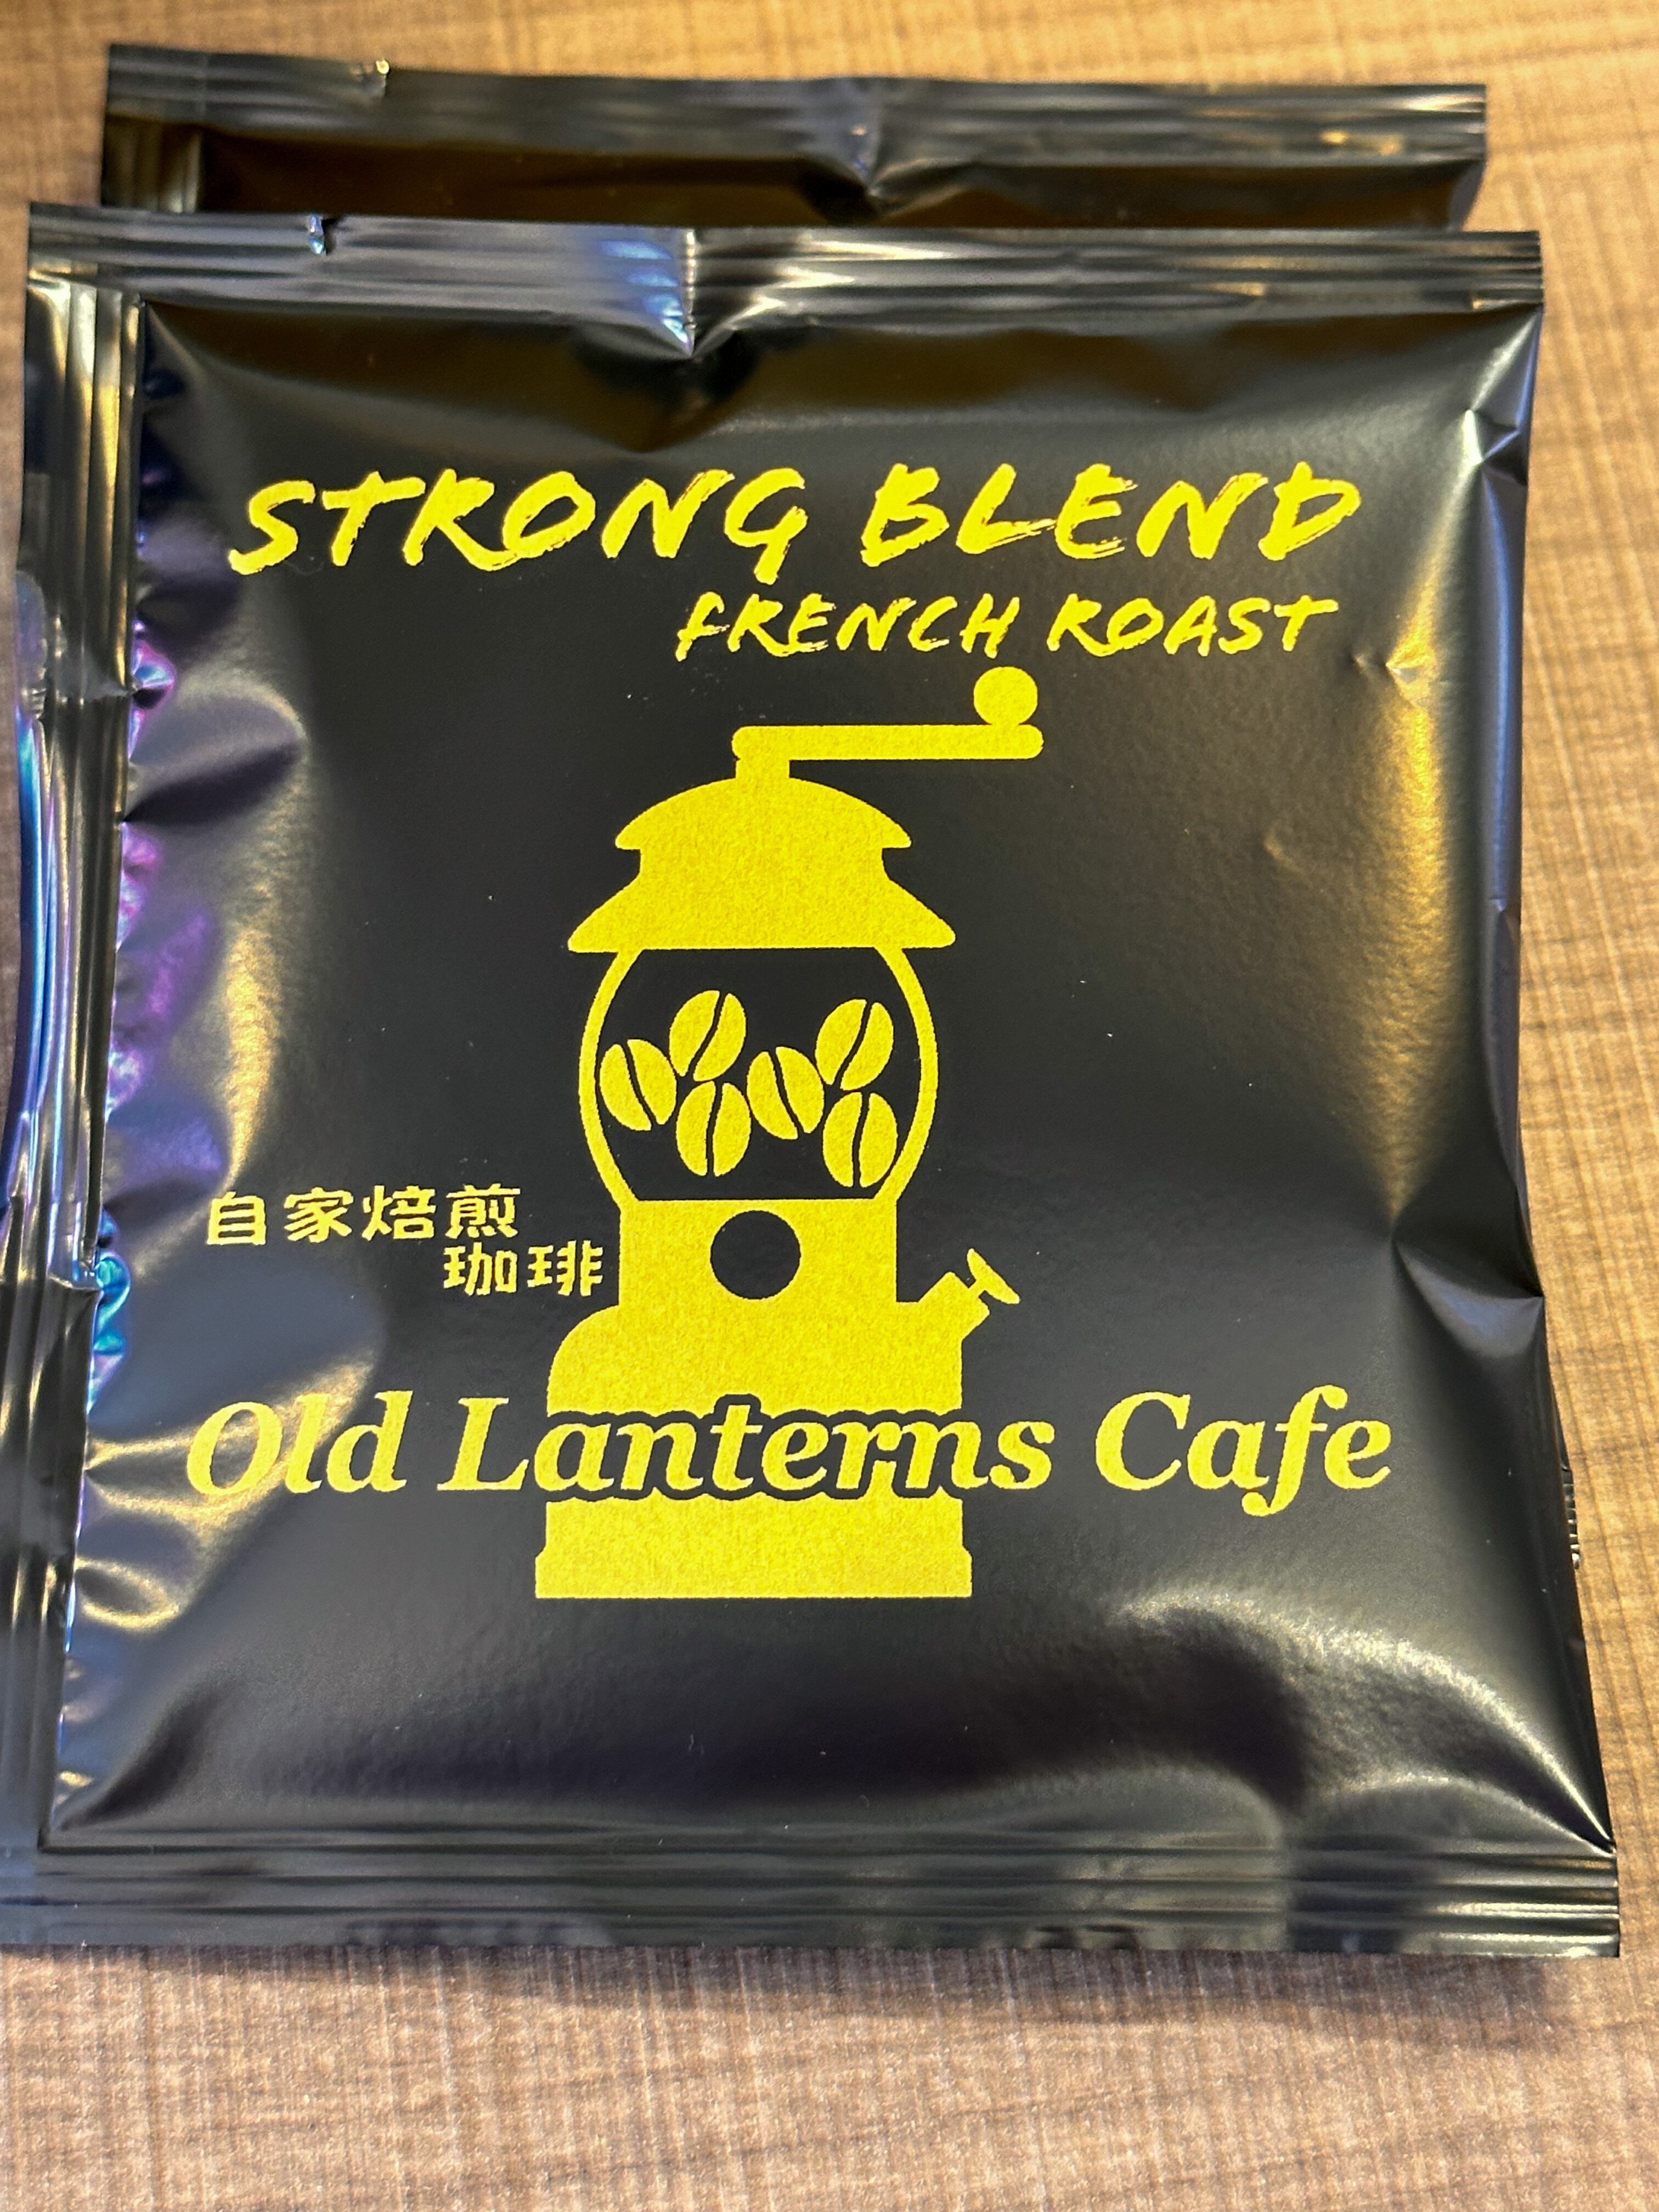 STRONG BLEND
FRENCH ROAST
自家焙煎
珈琲
Old Lanterns Cafe